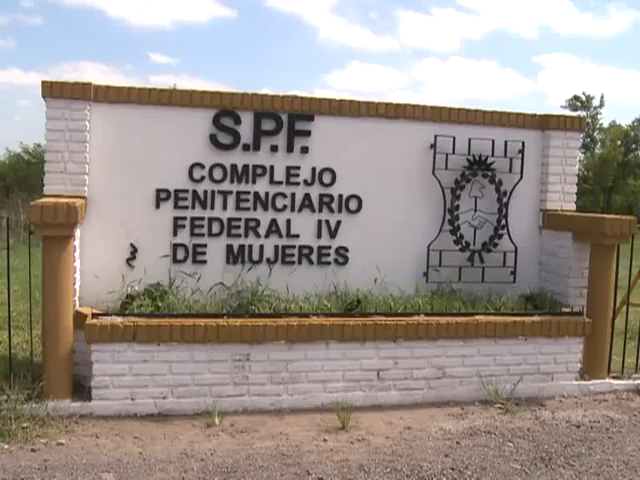 S.P.F.
COMPLEJO
PENITENCIARIO
FEDERAL IV
DE MUJERES